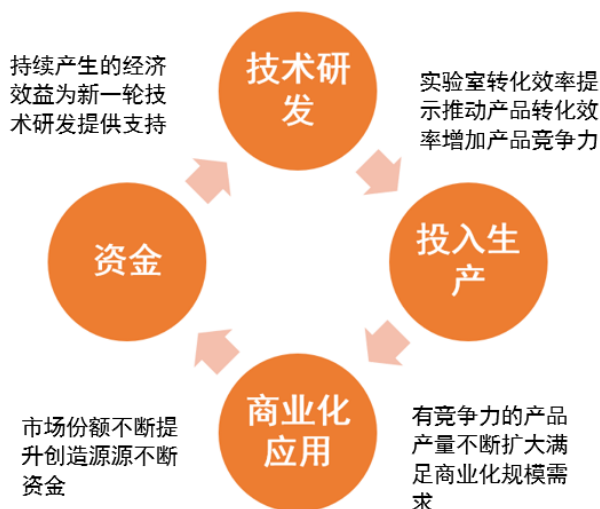 技术研
发
持续产生的经济
效益为新一轮技
术研发提供支持
实验室转化效率提
示推动产品转化效
率增加产品竞争力
资金
投入生
产
商业化
应用
市场份额不断提
升创造源源不断
资金
有竞争力的产品
产量不断扩大满
足商业化规模需
求